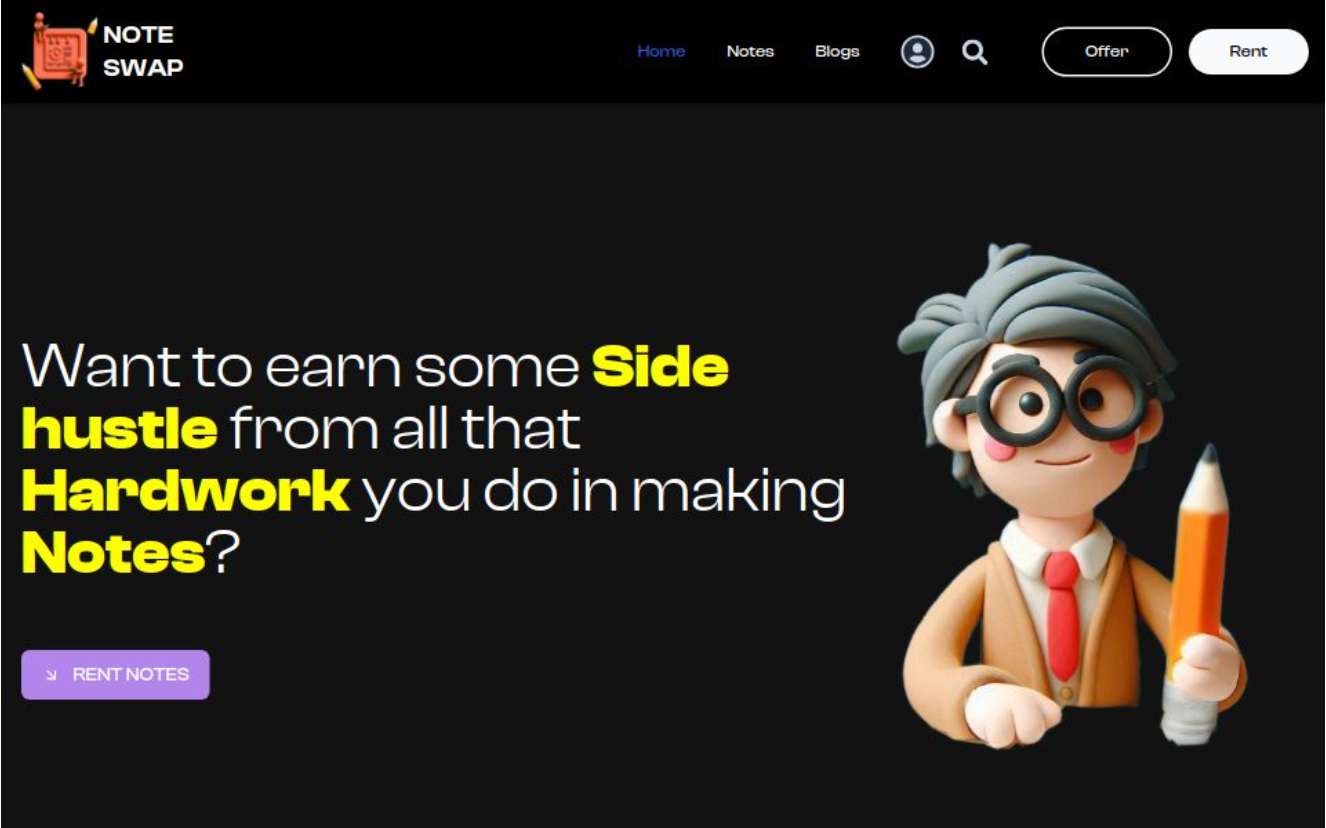 NOTE
SWAP
Home Notes Blogs Offer Rent
Want to earn some Side
hustle from all that
Hardwork you do in making
Notes?
RENT NOTES